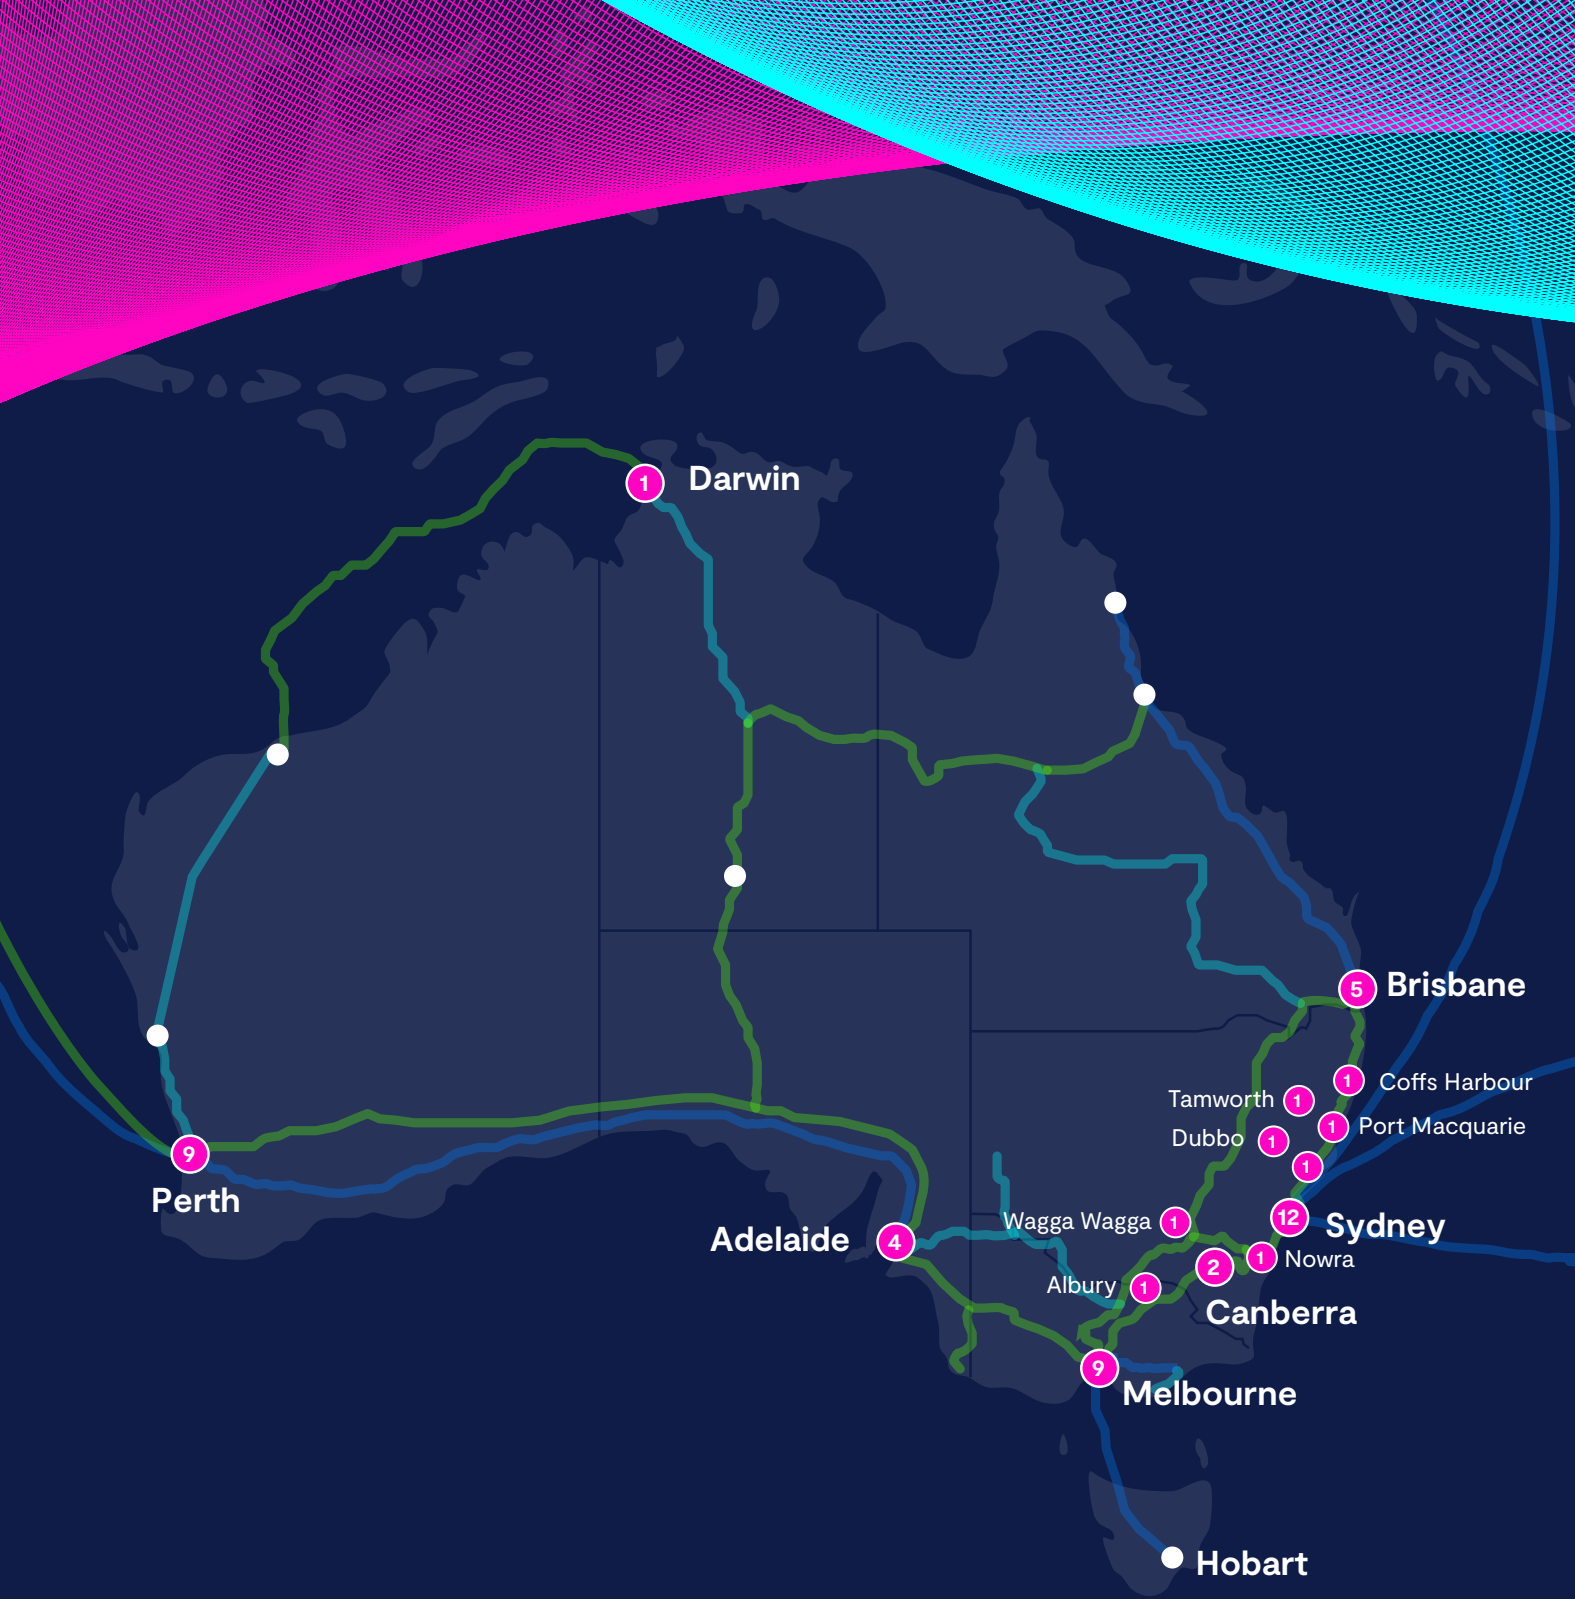 1 Darwin
5 Brisbane
1 Coffs Harbour
Tamworth 1
1 Port Macquarie
Dubbo 1
9
Perth
1
Wagga Wagga 1
12 Sydney
Adelaide 4
1 Nowra
2
Canberra
Albury 1
9
Melbourne
Hobart